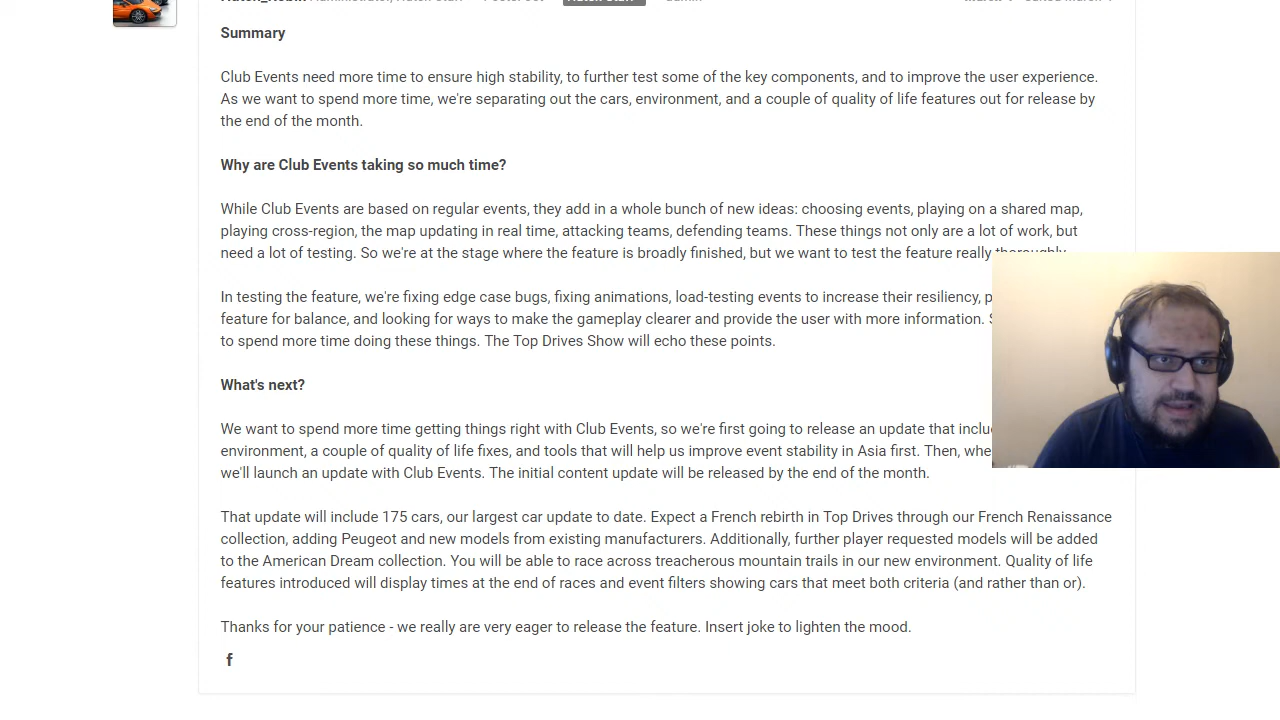 Summary
Club Events need more time to ensure high stability, to further test some of the key components, and to improve the user experience.
As we want to spend more time, we're separating out the cars, environment, and a couple of quality of life features out for release by
the end of the month.
Why are Club Events taking so much time?
While Club Events are based on regular events, they add in a whole bunch of new ideas: choosing events, playing on a shared map,
playing cross-region, the map updating in real time, attacking teams, defending teams. These things not only are a lot of work, but
need a lot of testing. So we're at the stage where the feature is broadly finished, but we want to test the feature really thoroughly
In testing the feature, we're fixing edge case bugs, fixing animations, load-testing events to increase their resiliency,
feature for balance, and looking for ways to make the gameplay clearer and provide the user with more information.
to spend more time doing these things. The Top Drives Show will echo these points.
What's next?
We want to spend more time getting things right with Club Events, so we're first going to release an update that
environment, a couple of quality of life fixes, and tools that will help us improve event stability in Asia first. Then,
we'll launch an update with Club Events. The initial content update will be released by the end of the month.
That update will include 175 cars, our largest car update to date. Expect a French rebirth in Top Drives through our French Renaissance
collection, adding Peugeot and new models from existing manufacturers. Additionally, further player requested models will be added
to the American Dream collection. You will be able to race across treacherous mountain trails in our new environment. Quality of life
features introduced will display times at the end of races and event filters showing cars that meet both criteria (and rather than or).
Thanks for your patience - we really are very eager to release the feature. Insert joke to lighten the mood.
f